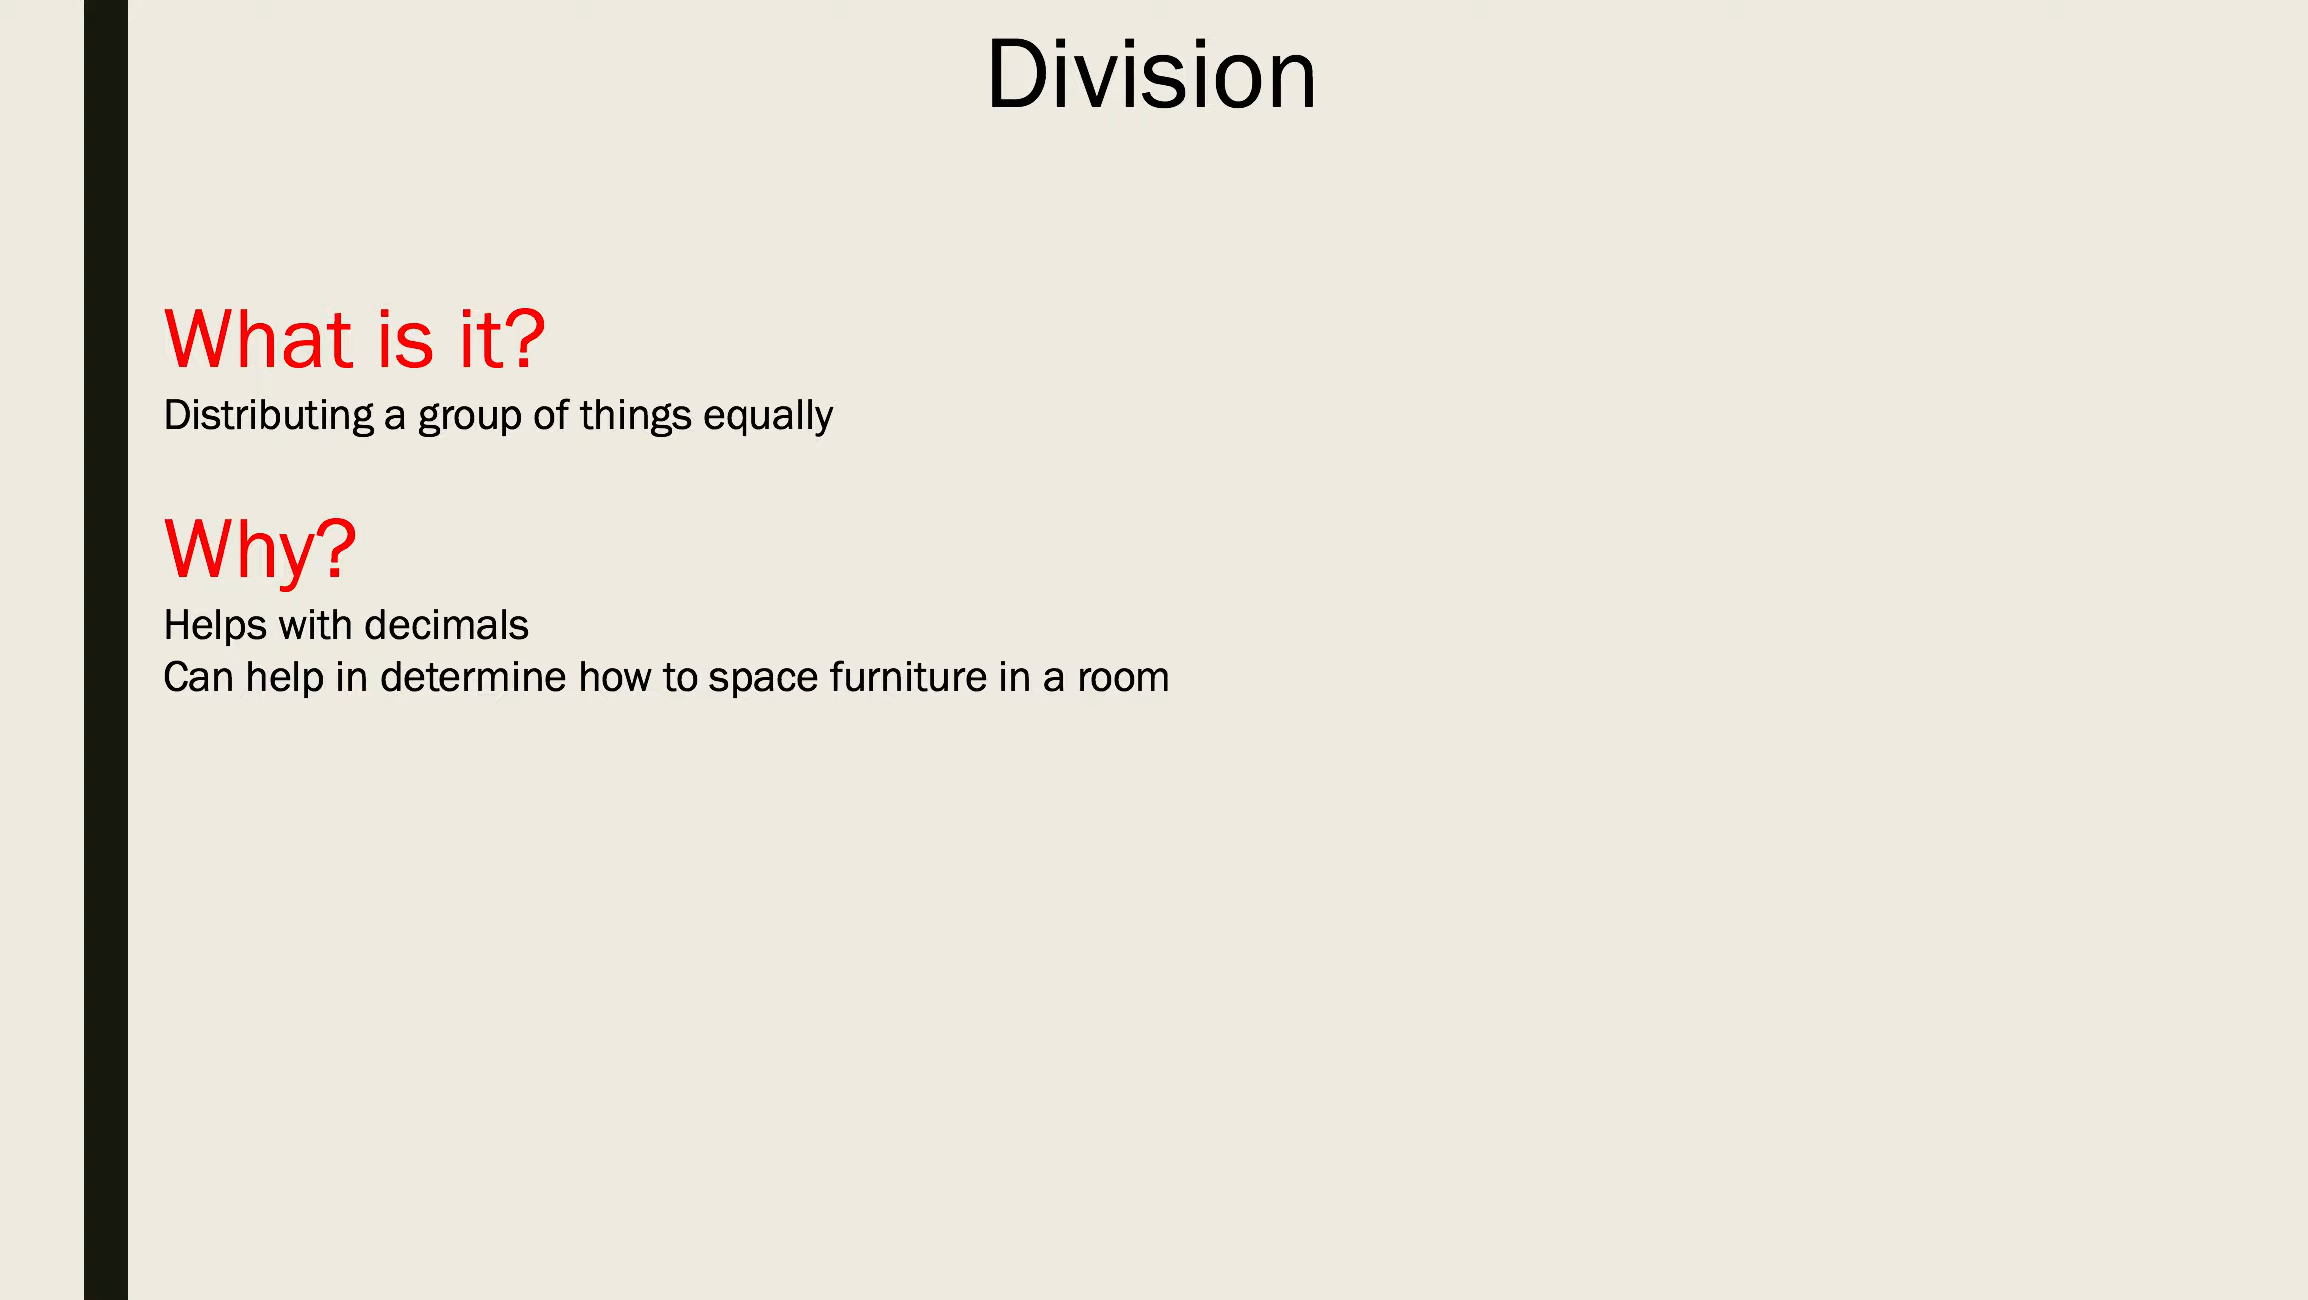 Division
What is it?
Distributing a group of things equally
Why?
Helps with decimals
Can help in determine how to space furniture in a room